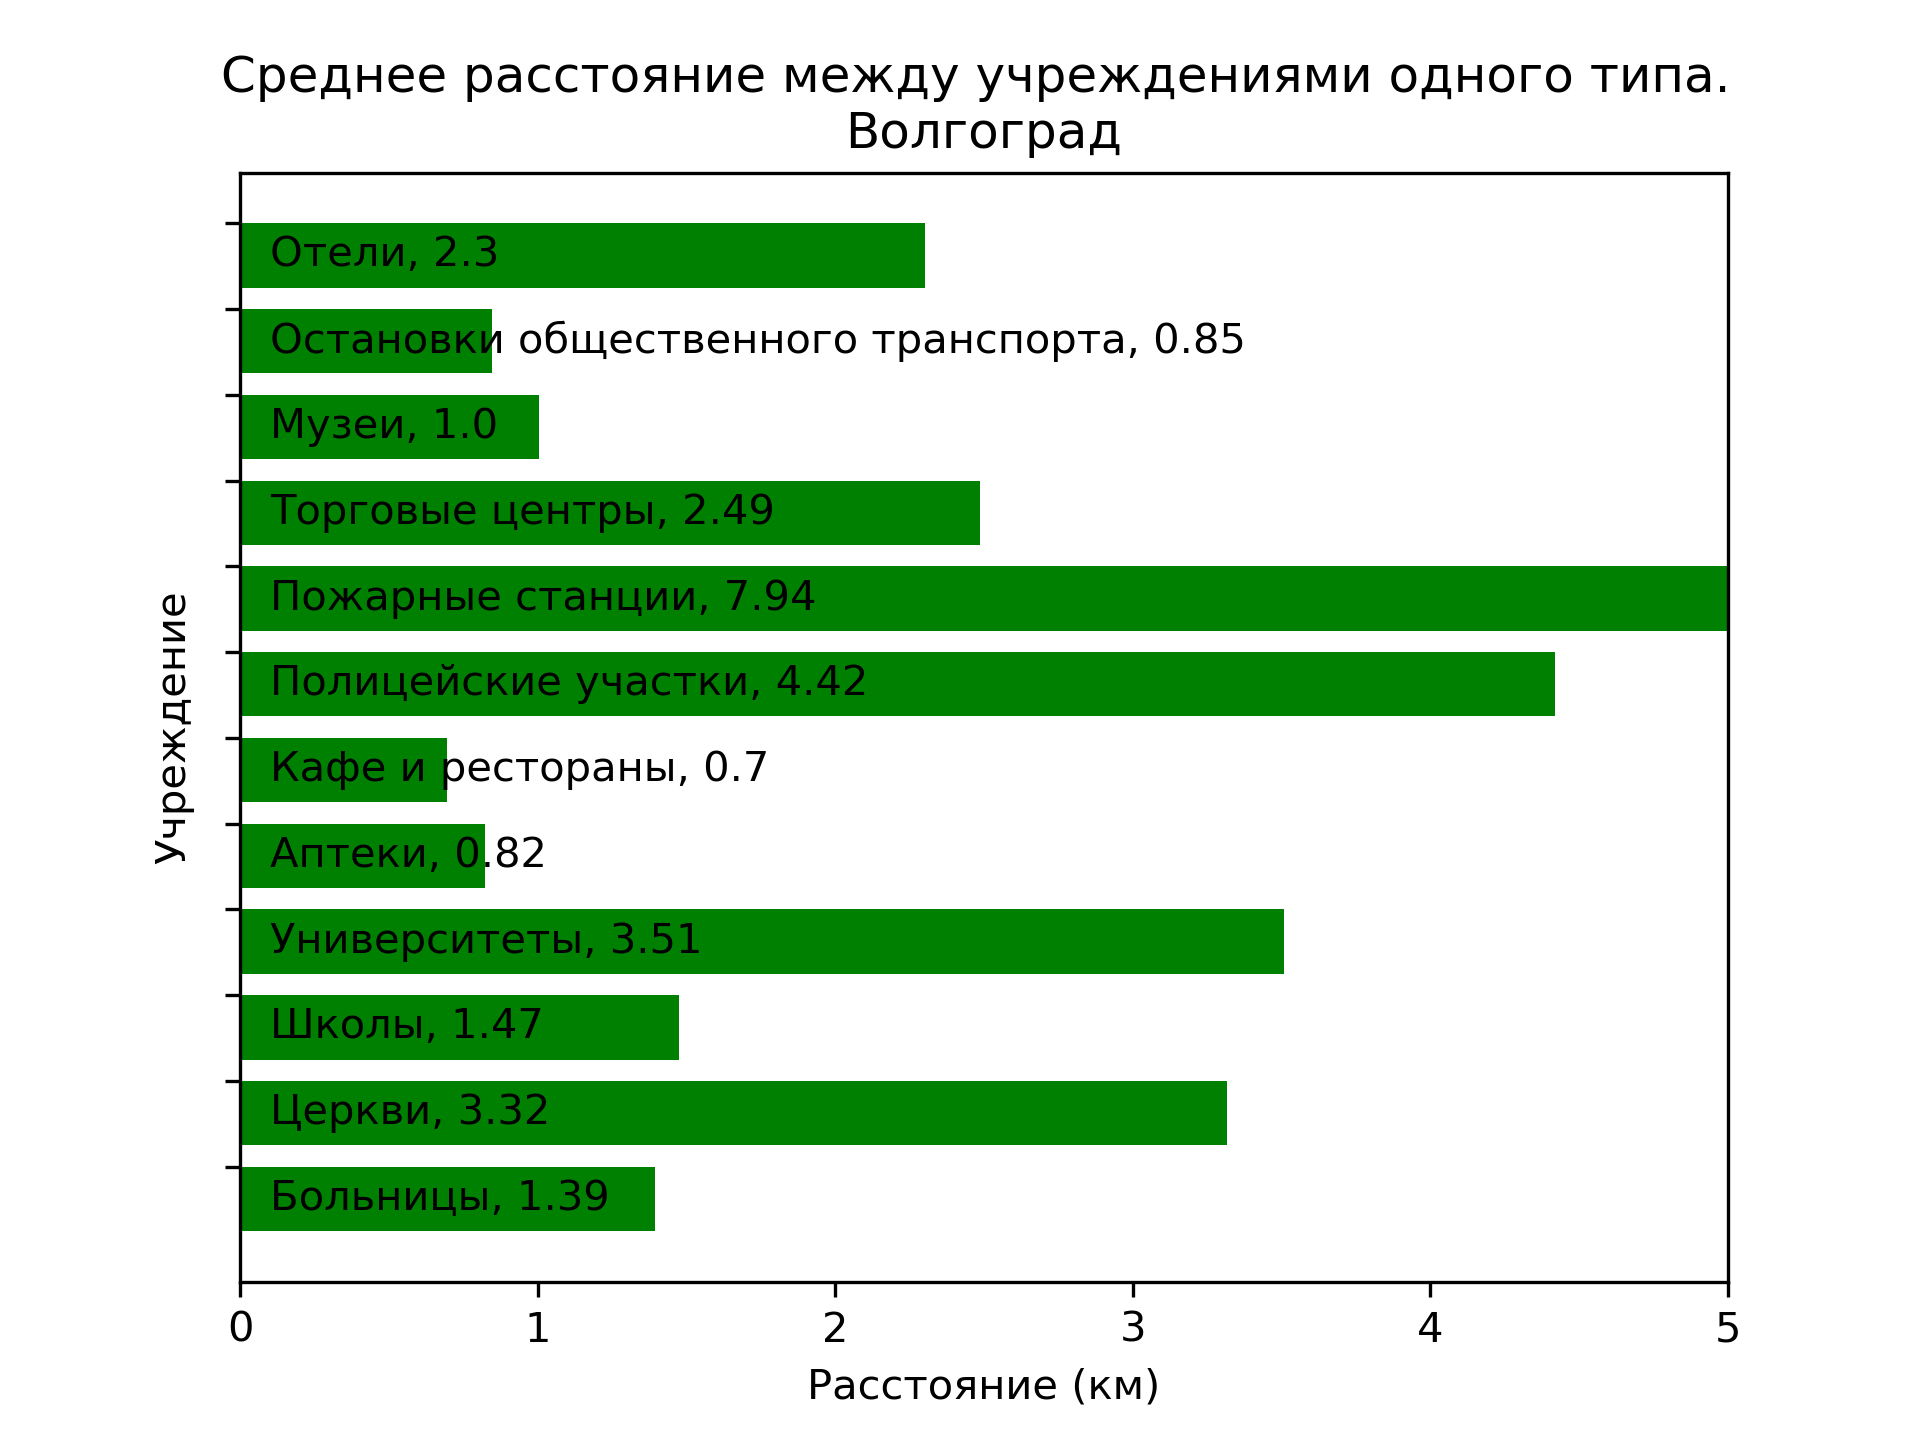 Среднее расстояние между учреждениями одного типа.
Волгоград
Отели, 2.3
Остановки общественного транспорта, 0.85
Музеи, 1.0
Торговые центры, 2.49
Пожарные станции, 7.94
Полицейские участки, 4.42
Кафе и рестораны, 0.7
Аптеки, 0.82
Университеты, 3.51
Школы, 1.47
Церкви, 3.32
Больницы, 1.39
Учреждение
0 1 2 3 4 5
Расстояние (км)